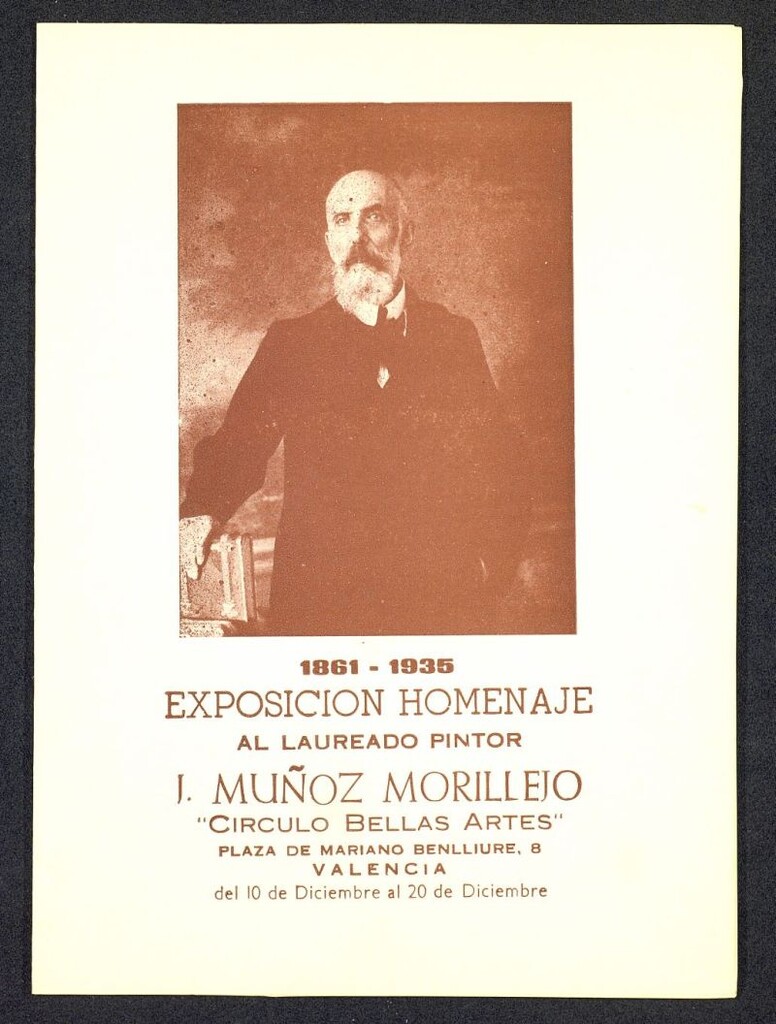 1861 - 1935
EXPOSICION HOMENAJE
AL LAUREADO PINTOR
J. MUÑOZ MORILLEJO
"CIRCULO BELLAS ARTES"
PLAZA DE MARIANO BENLLIURE, 8
VALENCIA
del 10 de Diciembre al 20 de Diciembre